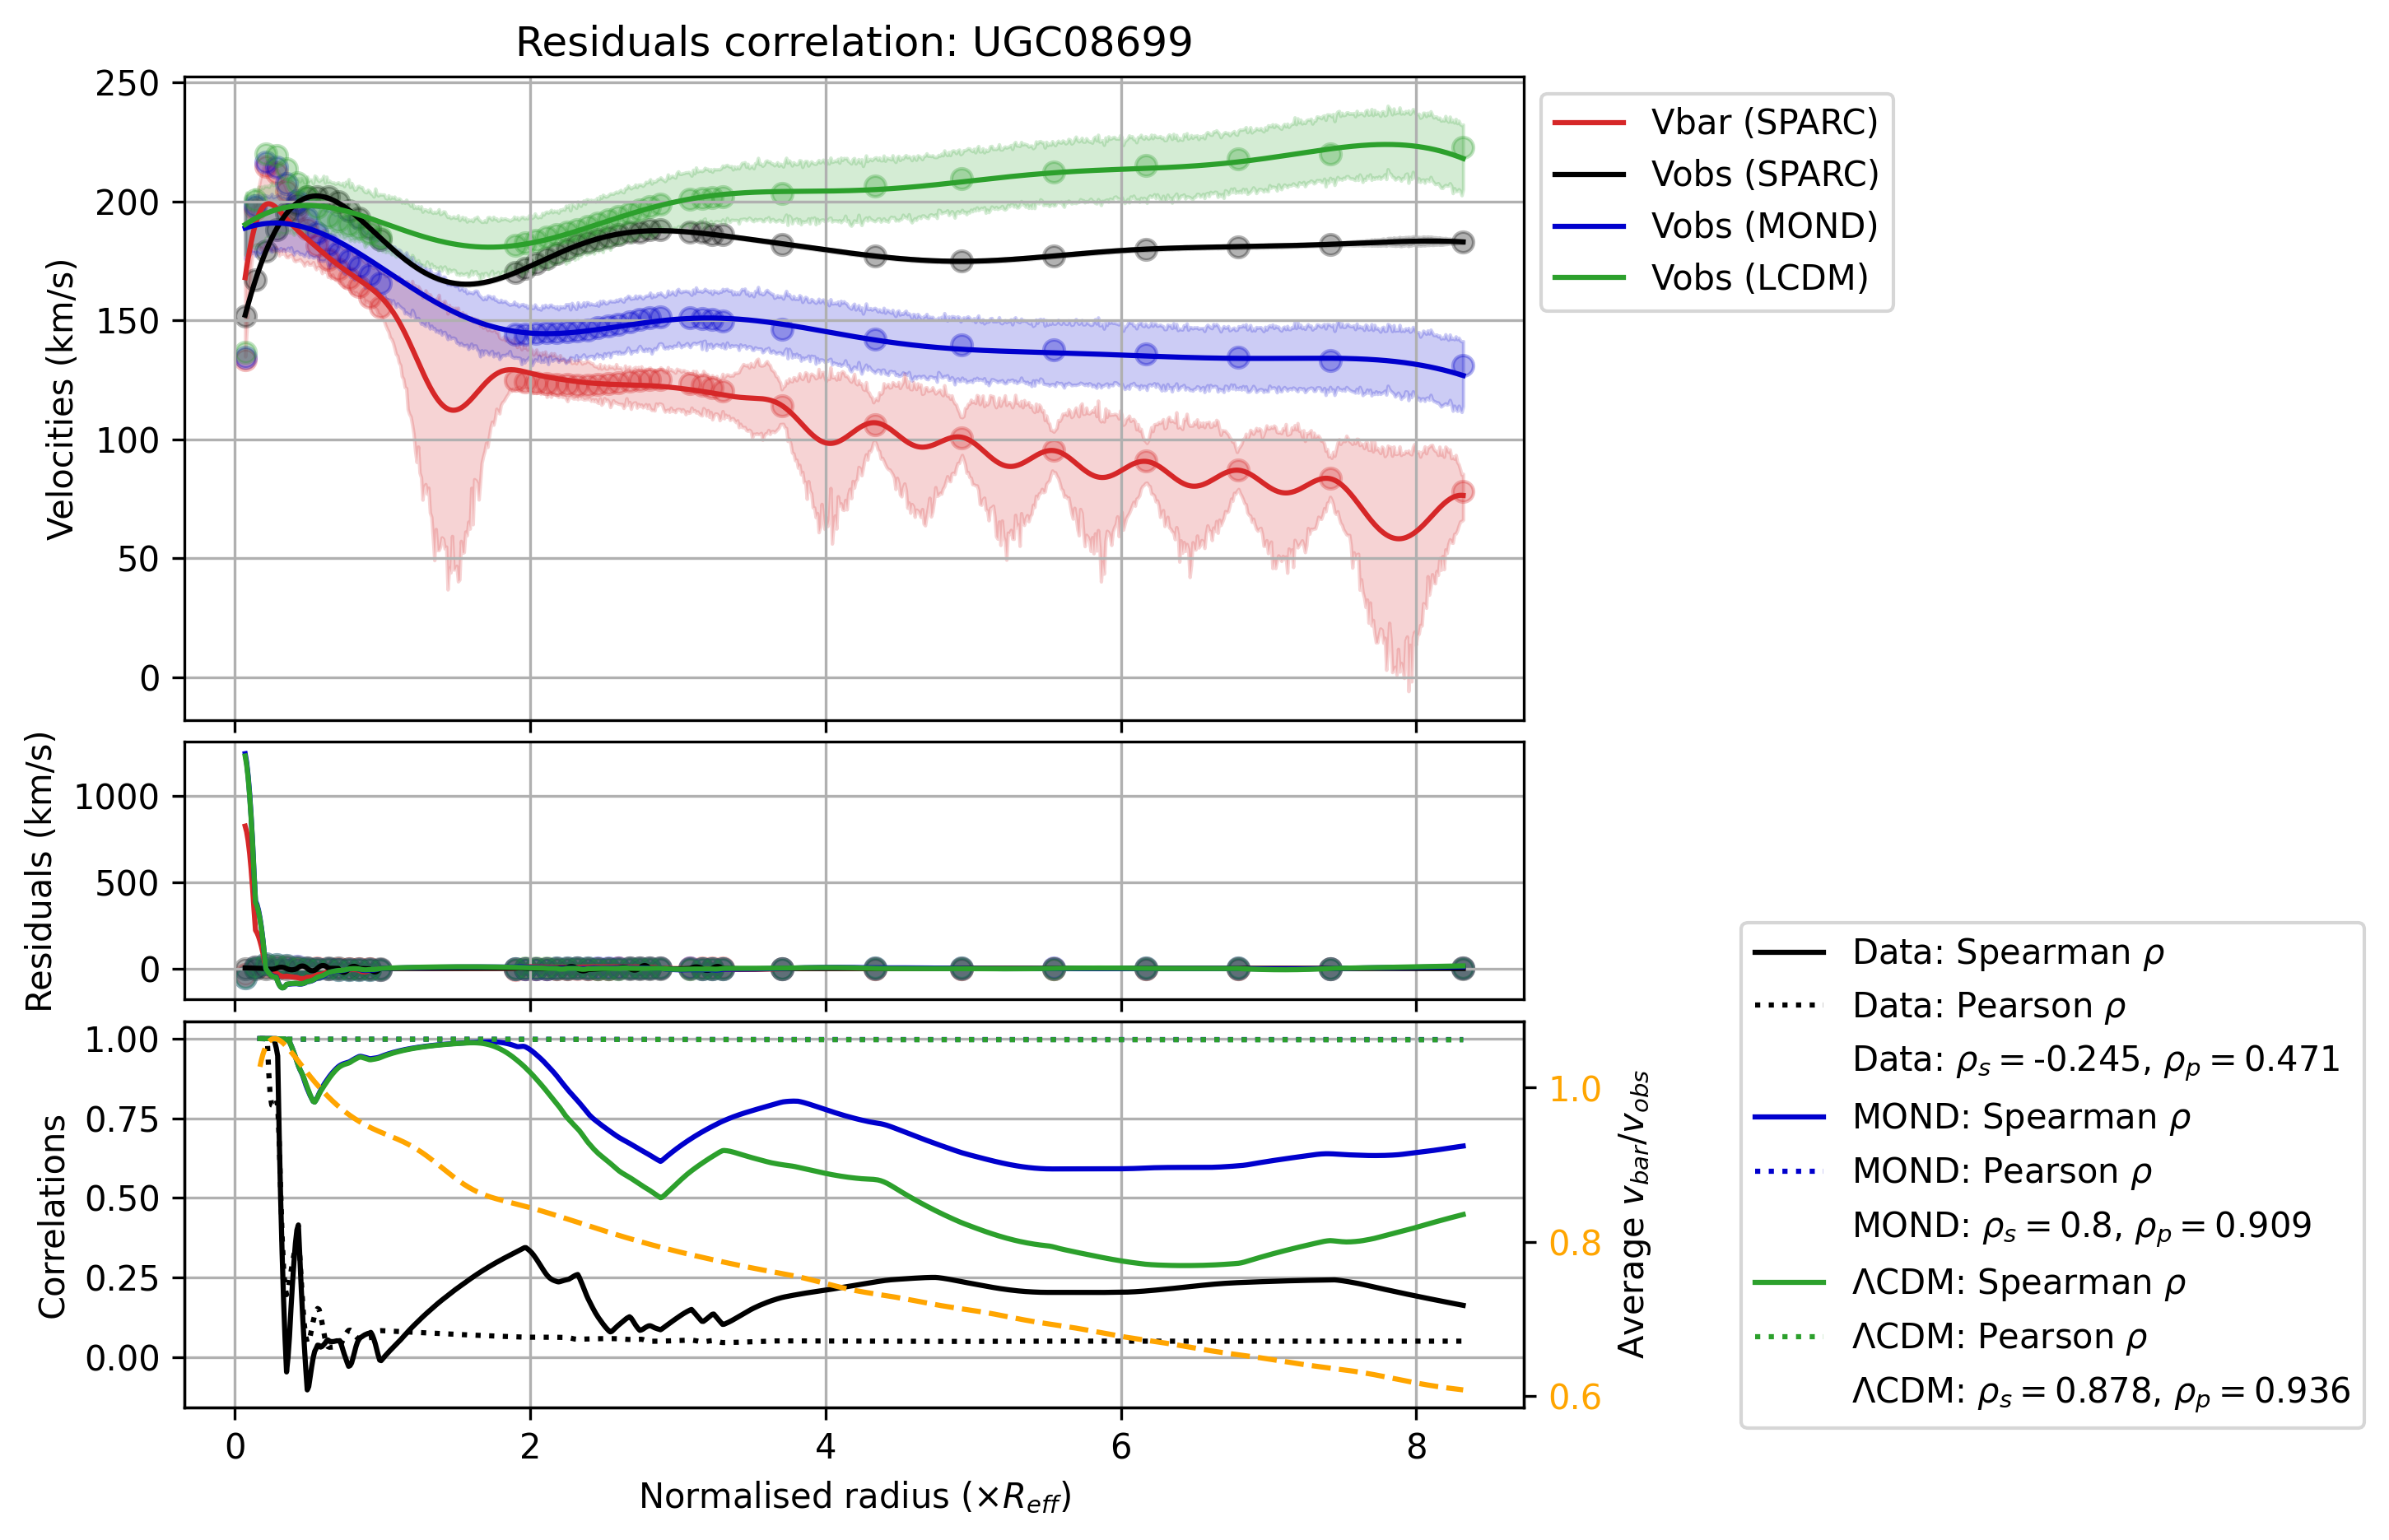 Residuals correlation: UGC08699
250
200
150
100
50
0
Velocities (km/s)
Vbar (SPARC)
Vobs (SPARC)
Vobs (MOND)
Vobs (LCDM)
1000
500
0
Residuals (km/s)
1.00
0.75
0.50
0.25
0.00
Correlations
1.0
0.8
0.6
Average v_bar/v_obs
0 2 4 6 8
Normalised radius (×R_eff)
Data: Spearman ρ
Data: Pearson ρ
Data: ρ_s = -0.245, ρ_p = 0.471
MOND: Spearman ρ
MOND: Pearson ρ
MOND: ρ_s = 0.8, ρ_p = 0.909
ΛCDM: Spearman ρ
ΛCDM: Pearson ρ
ΛCDM: ρ_s = 0.878, ρ_p = 0.936